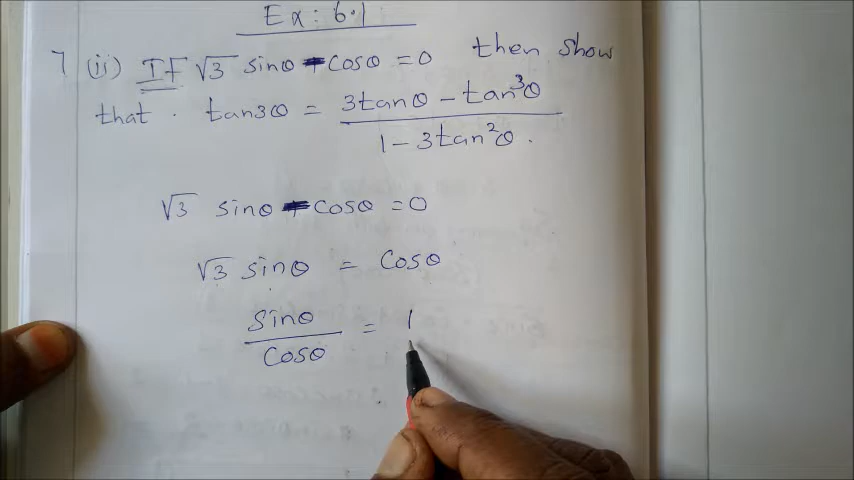 Ex: 6.1
7 (ii) If √3 sinθ - cosθ = 0 then show
that . tan3θ = 3tanθ - tan³θ
1 - 3tan²θ .
√3 sinθ - cosθ = 0
√3 sinθ = cosθ
sinθ = 1
cosθ